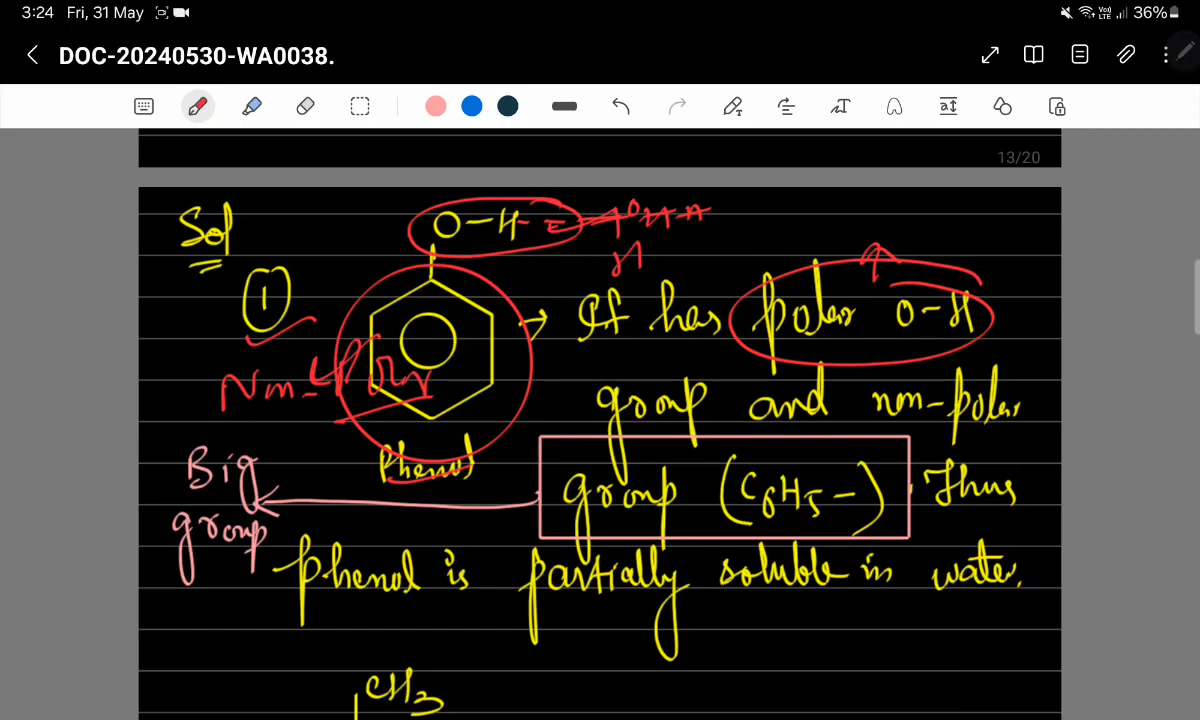 3:24 Fri, 31 May
36%
DOC-20240530-WA0038.
13/20
Sol
O-H
H
①
It has polar O-H
Non-
group and non-polar
Phenol
Big
group
group (C6H5-). Thus
phenol is partially soluble in water.
CH3